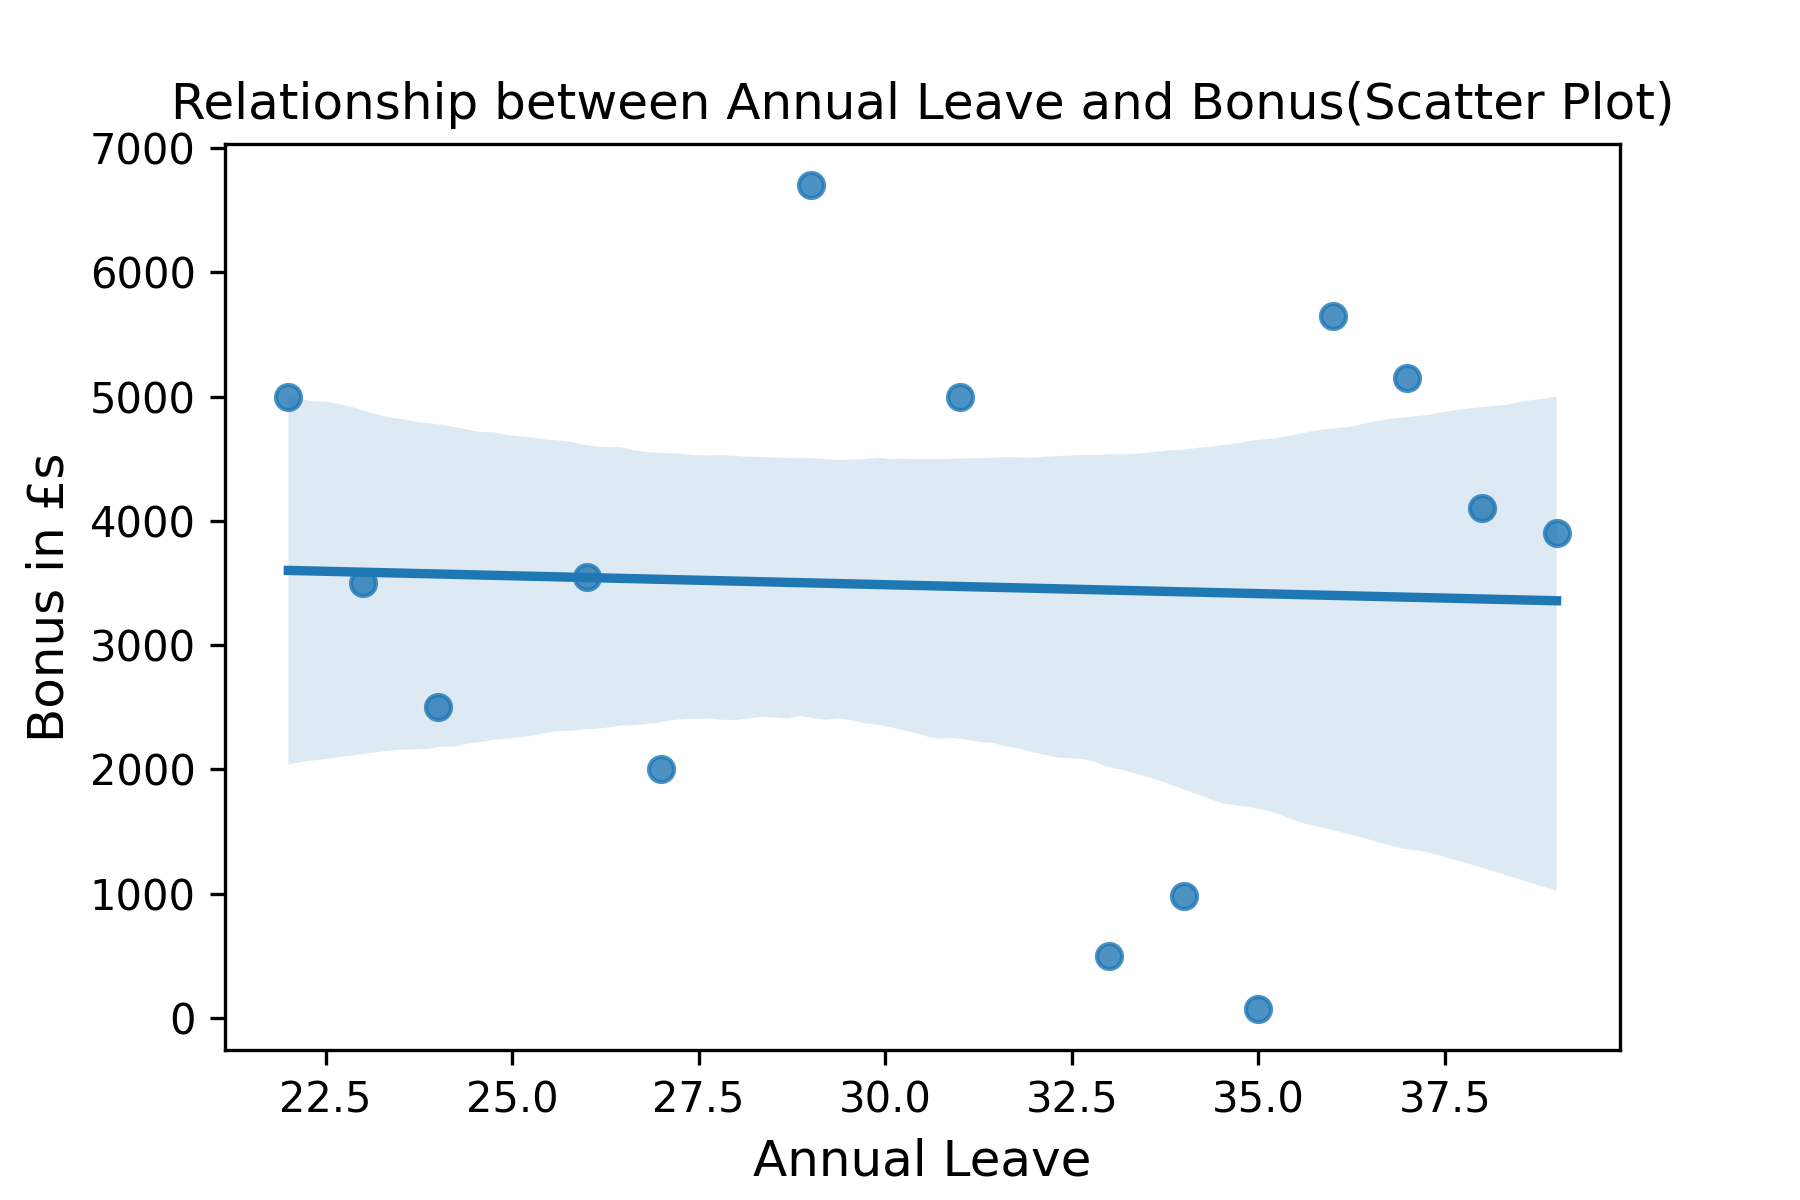 Relationship between Annual Leave and Bonus(Scatter Plot)
7000
6000
5000
4000
3000
2000
1000
0
Bonus in £s
22.5 25.0 27.5 30.0 32.5 35.0 37.5
Annual Leave